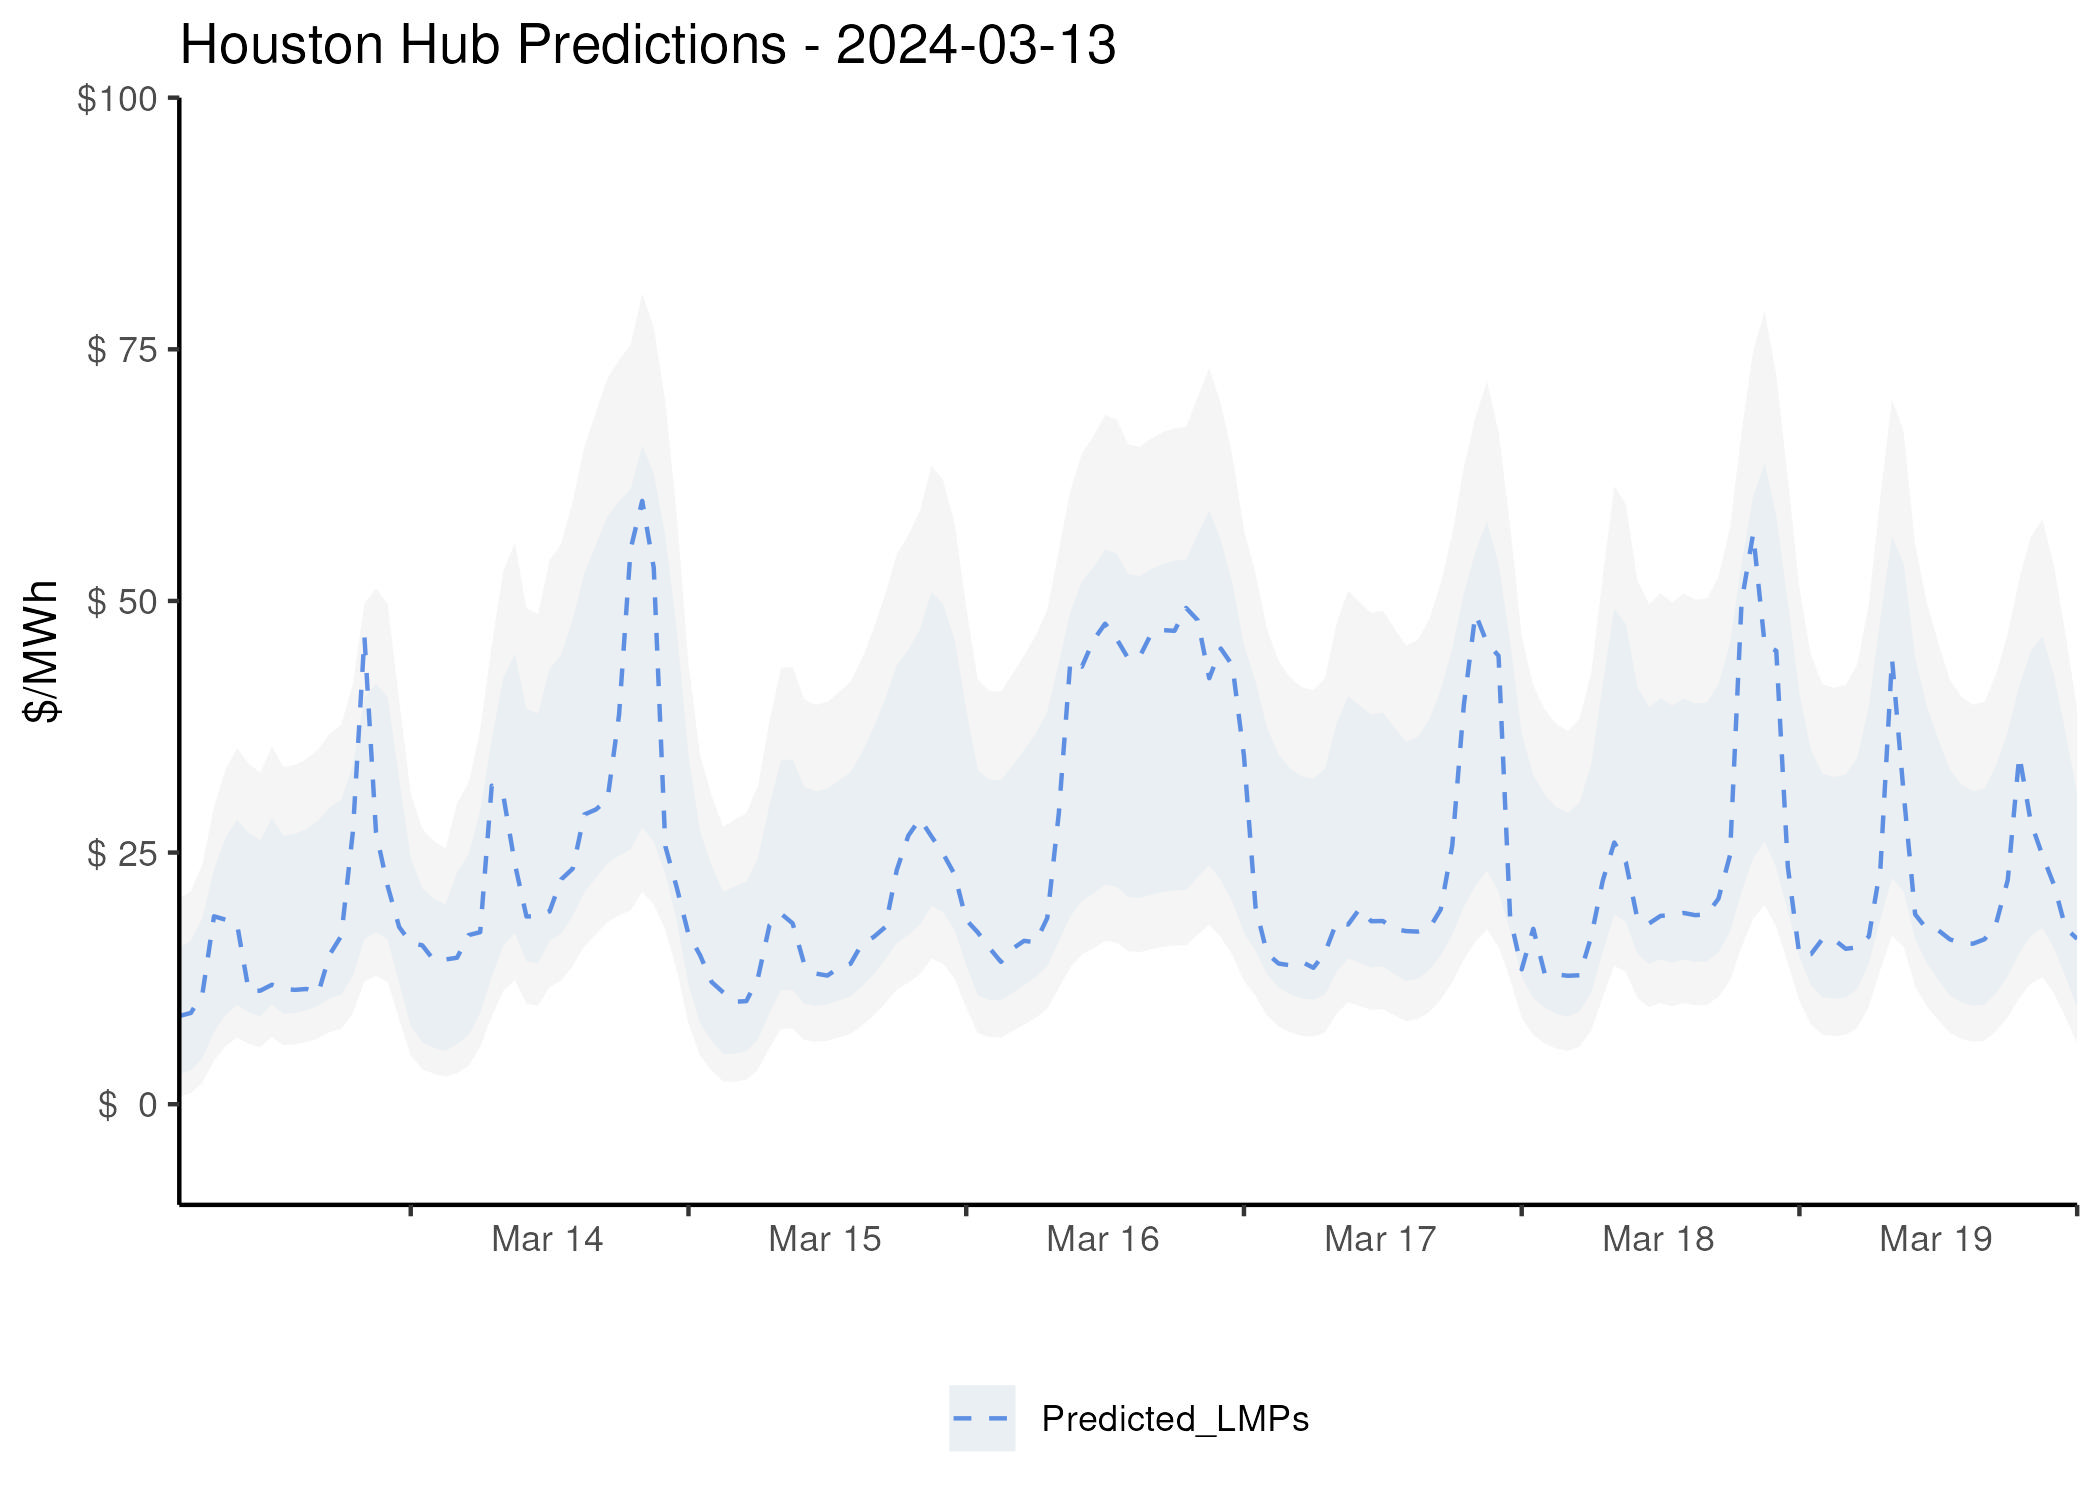 Houston Hub Predictions - 2024-03-13
$100
$ 75
$ 50
$ 25
$  0
$/MWh
Mar 14
Mar 15
Mar 16
Mar 17
Mar 18
Mar 19
Predicted_LMPs